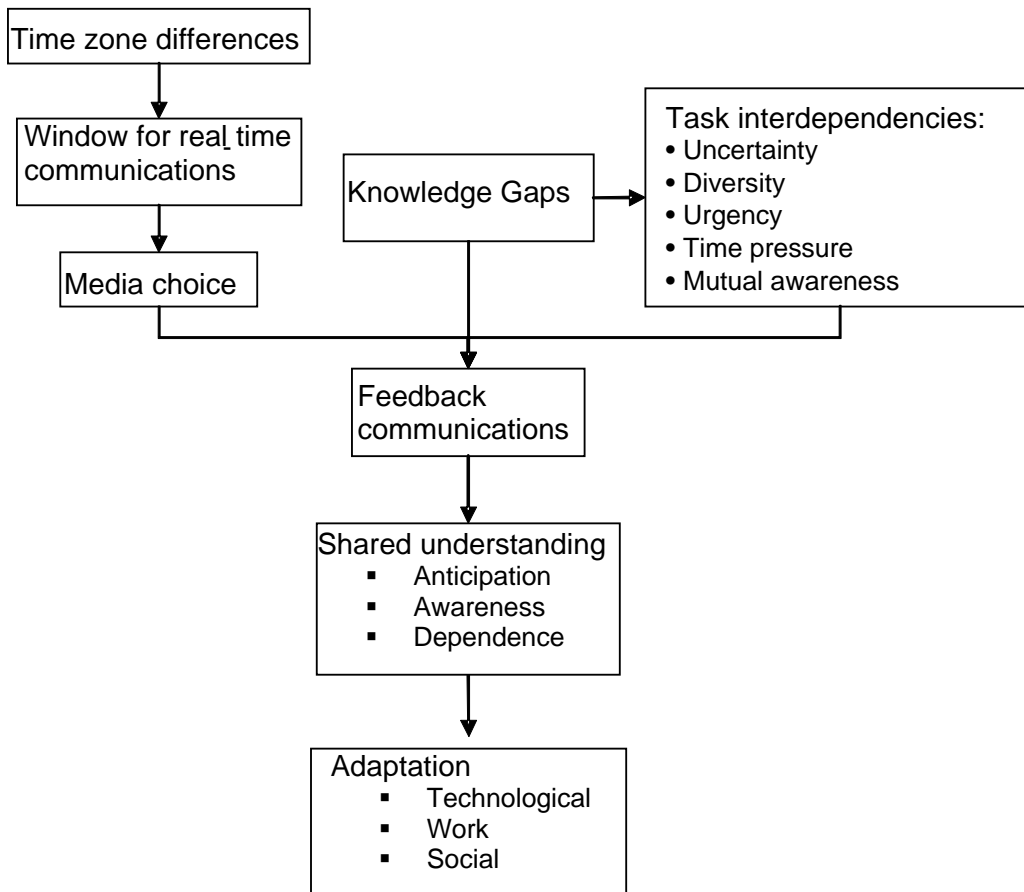 Time zone differences
Window for real time
communications
Media choice
Knowledge Gaps
Task interdependencies:
• Uncertainty
• Diversity
• Urgency
• Time pressure
• Mutual awareness
Feedback
communications
Shared understanding
▪ Anticipation
▪ Awareness
▪ Dependence
Adaptation
▪ Technological
▪ Work
▪ Social